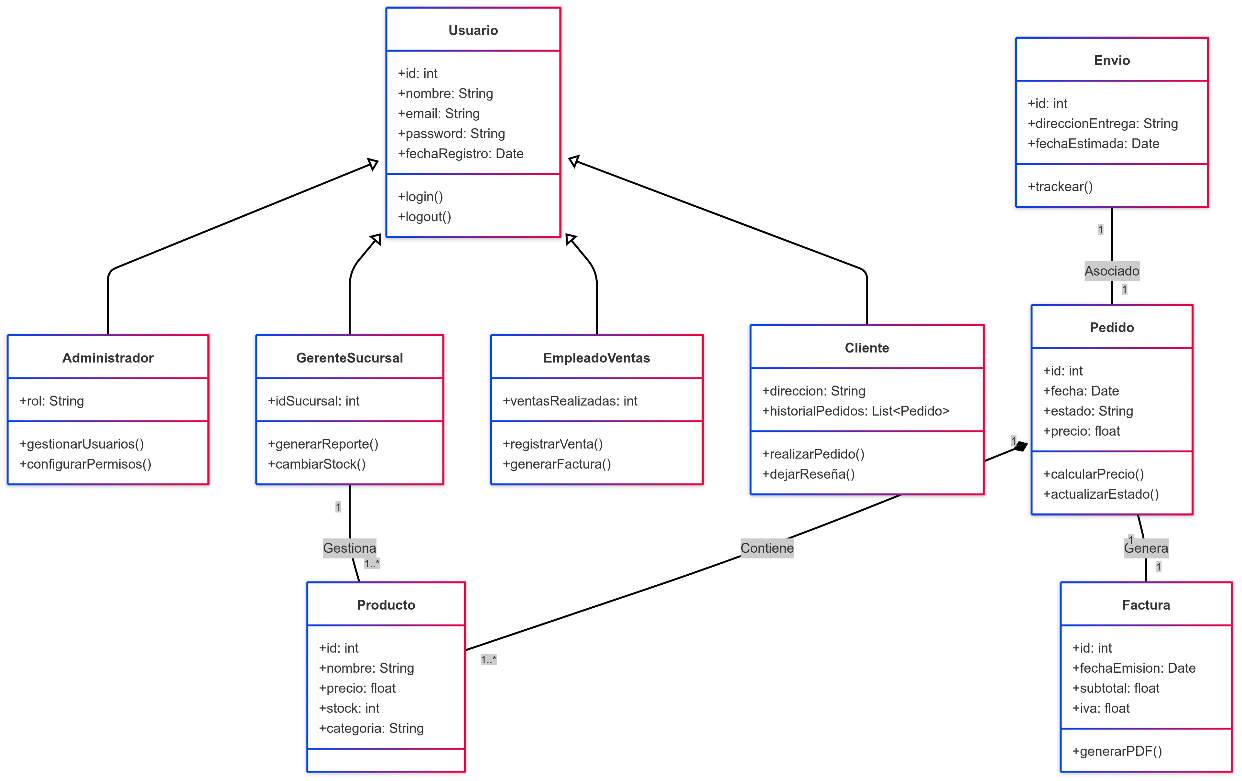 Usuario
+id: int
+nombre: String
+email: String
+password: String
+fechaRegistro: Date
+login()
+logout()
Envio
+id: int
+direccionEntrega: String
+fechaEstimada: Date
+trackear()
1
Asociado
1
Administrador
+rol: String
+gestionarUsuarios()
+configurarPermisos()
GerenteSucursal
+idSucursal: int
+generarReporte()
+cambiarStock()
EmpleadoVentas
+ventasRealizadas: int
+registrarVenta()
+generarFactura()
Cliente
+direccion: String
+historialPedidos: List<Pedido>
+realizarPedido()
+dejarReseña()
Pedido
+id: int
+fecha: Date
+estado: String
+precio: float
+calcularPrecio()
+actualizarEstado()
1
1
Gestiona
1..*
Contiene
1..*
1
Genera
1
Producto
+id: int
+nombre: String
+precio: float
+stock: int
+categoria: String
Factura
+id: int
+fechaEmision: Date
+subtotal: float
+iva: float
+generarPDF()